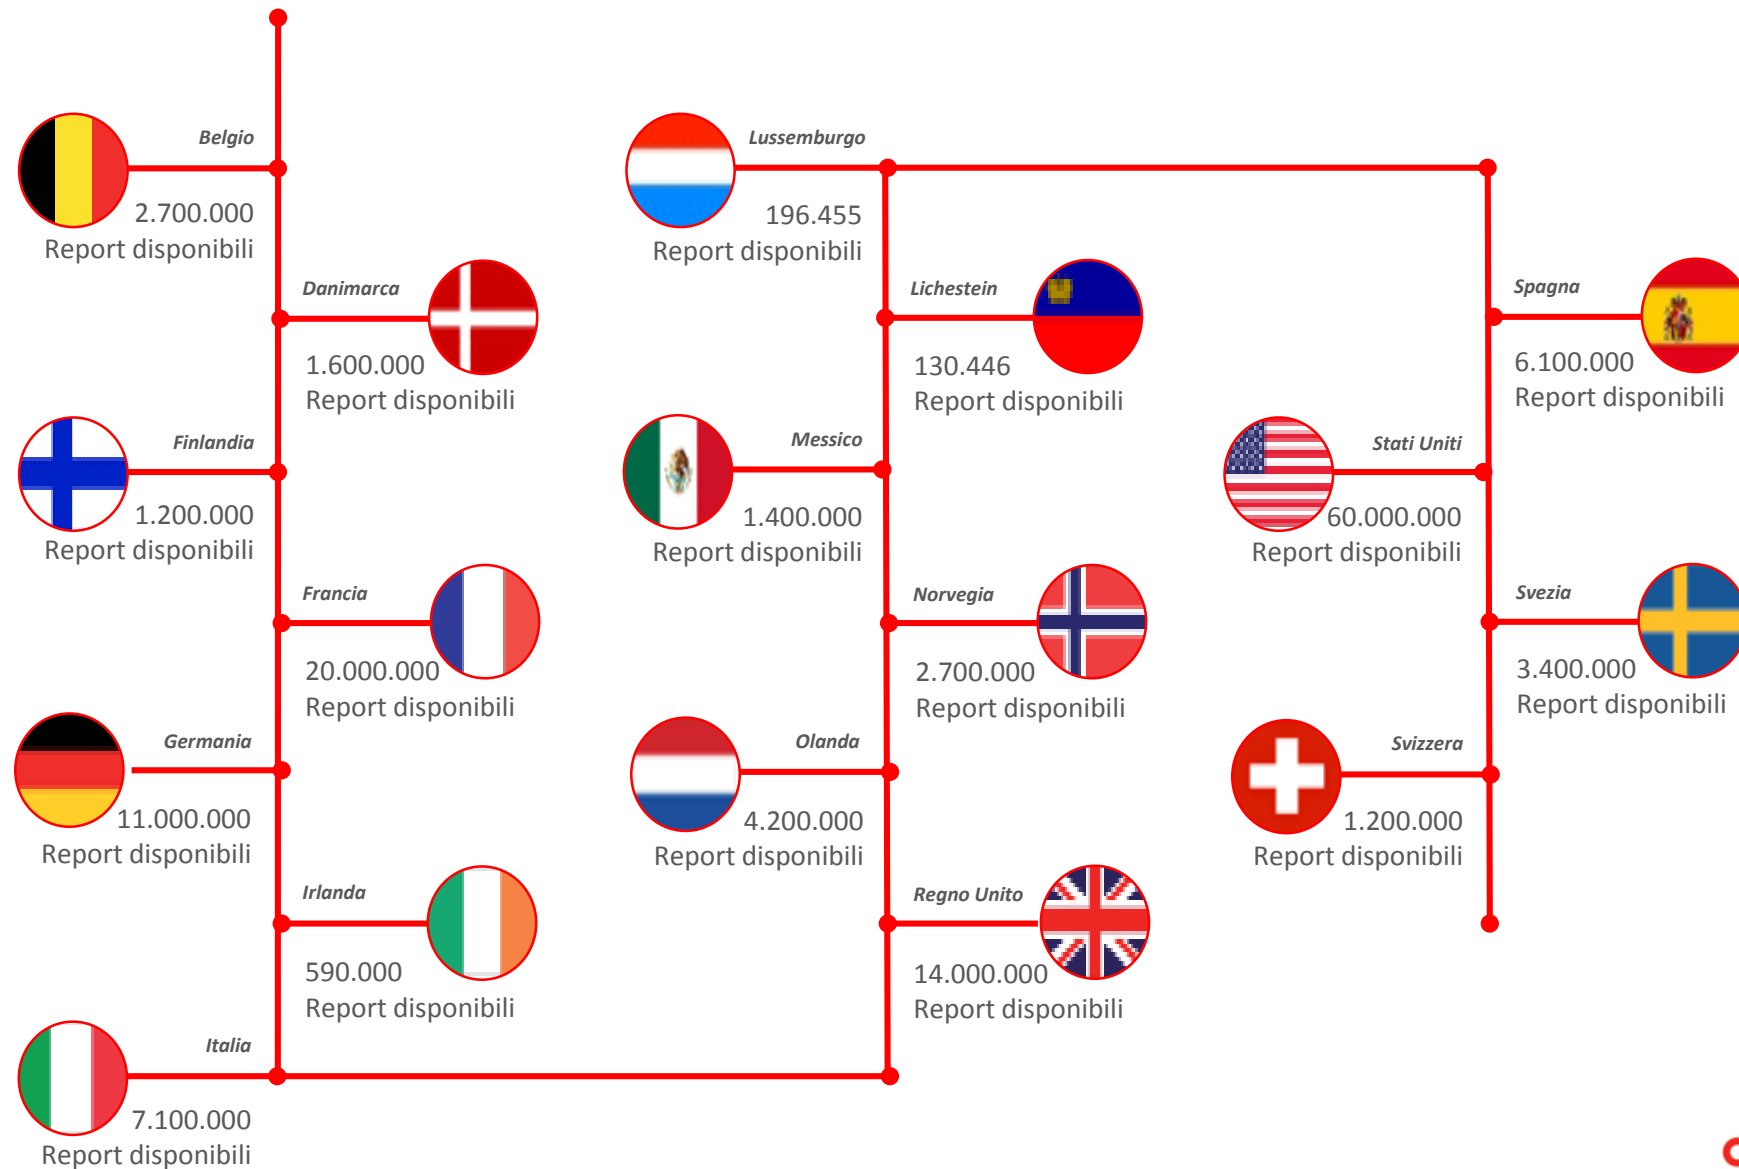 Belgio
2.700.000
Report disponibili
Danimarca
1.600.000
Report disponibili
Finlandia
1.200.000
Report disponibili
Francia
20.000.000
Report disponibili
Germania
11.000.000
Report disponibili
Irlanda
590.000
Report disponibili
Italia
7.100.000
Report disponibili
Lussemburgo
196.455
Report disponibili
Lichestein
130.446
Report disponibili
Messico
1.400.000
Report disponibili
Norvegia
2.700.000
Report disponibili
Olanda
4.200.000
Report disponibili
Regno Unito
14.000.000
Report disponibili
Spagna
6.100.000
Report disponibili
Stati Uniti
60.000.000
Report disponibili
Svezia
3.400.000
Report disponibili
Svizzera
1.200.000
Report disponibili